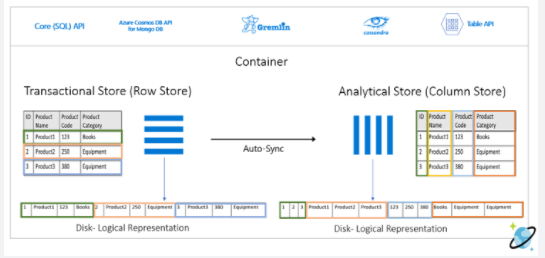 Core (SQL) API
Azure Cosmos DB API
for Mongo DB
Gremlin
cassandra
Table API
Container
Transactional Store (Row Store)
Analytical Store (Column Store)
ID Product Name Product Code Product Category
1 Product1 123 Books
2 Product2 250 Equipment
3 Product3 380 Equipment
Auto-Sync
ID Product Name Product Code Product Category
1 Product1 123 Books
2 Product2 250 Equipment
3 Product3 380 Equipment
1 Product1 123 Books 2 Product2 250 Equipment 3 Product3 380 Equipment
1 2 3 Product1 Product2 Product3 123 250 380 Books Equipment Equipment
Disk- Logical Representation
Disk- Logical Representation